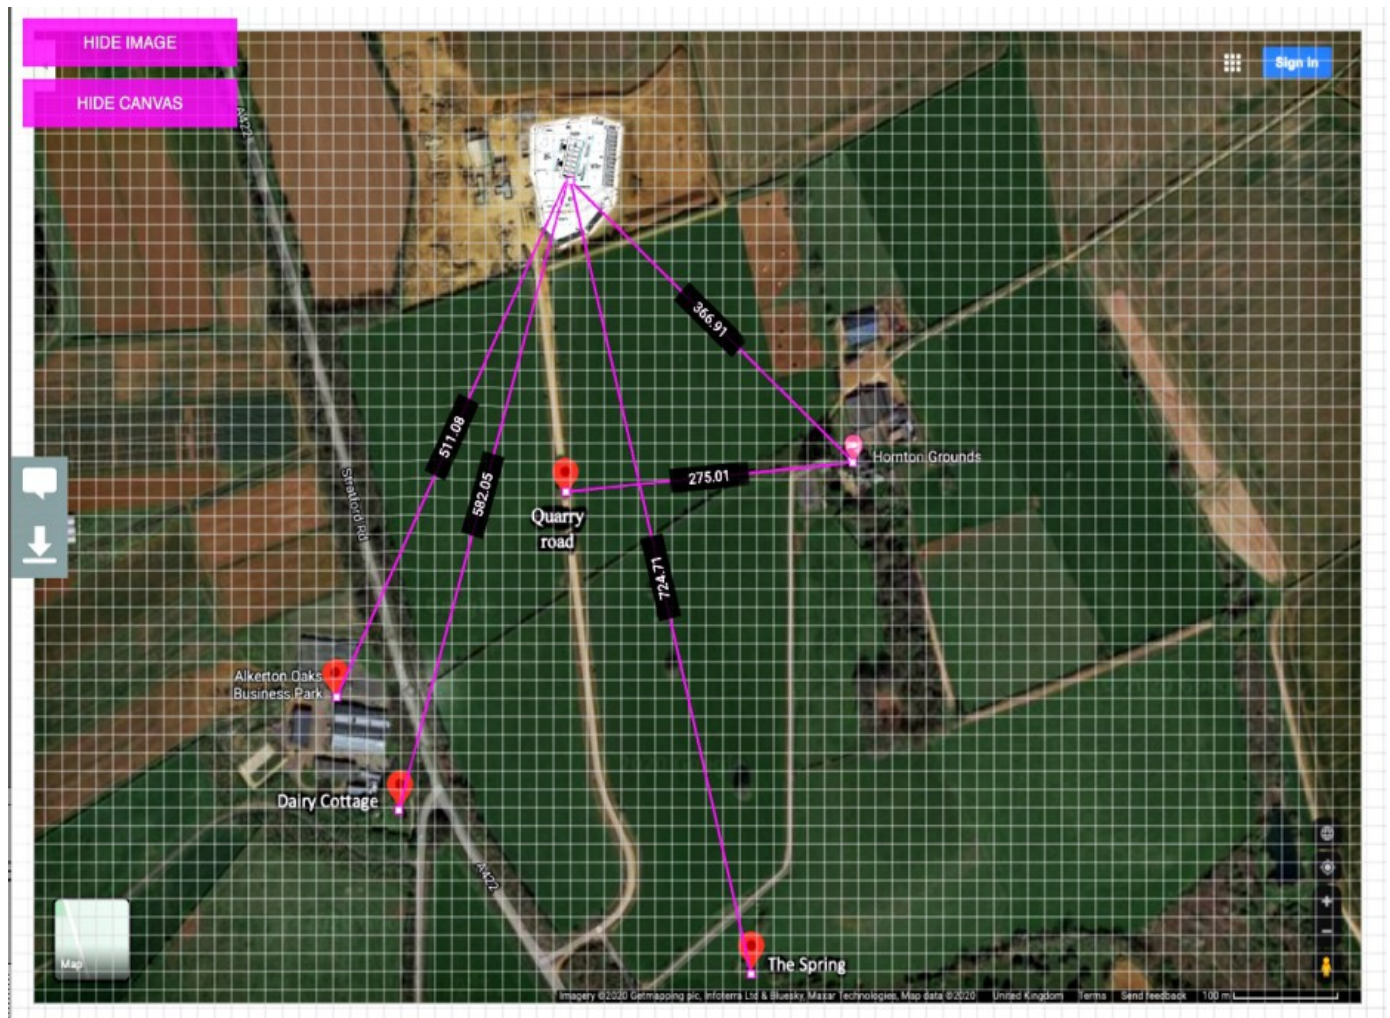 HIDE IMAGE
HIDE CANVAS
Sign in
A422
366.91
511.08
582.05
275.01
Hornton Grounds
Stratford Rd
Quarry
road
724.71
Alkerton Oaks
Business Park
Dairy Cottage
A422
The Spring
Map
Imagery ©2020 Getmapping plc, Infoterra Ltd & Bluesky, Maxar Technologies, Map data ©2020 United Kingdom Terms Send feedback 100 m